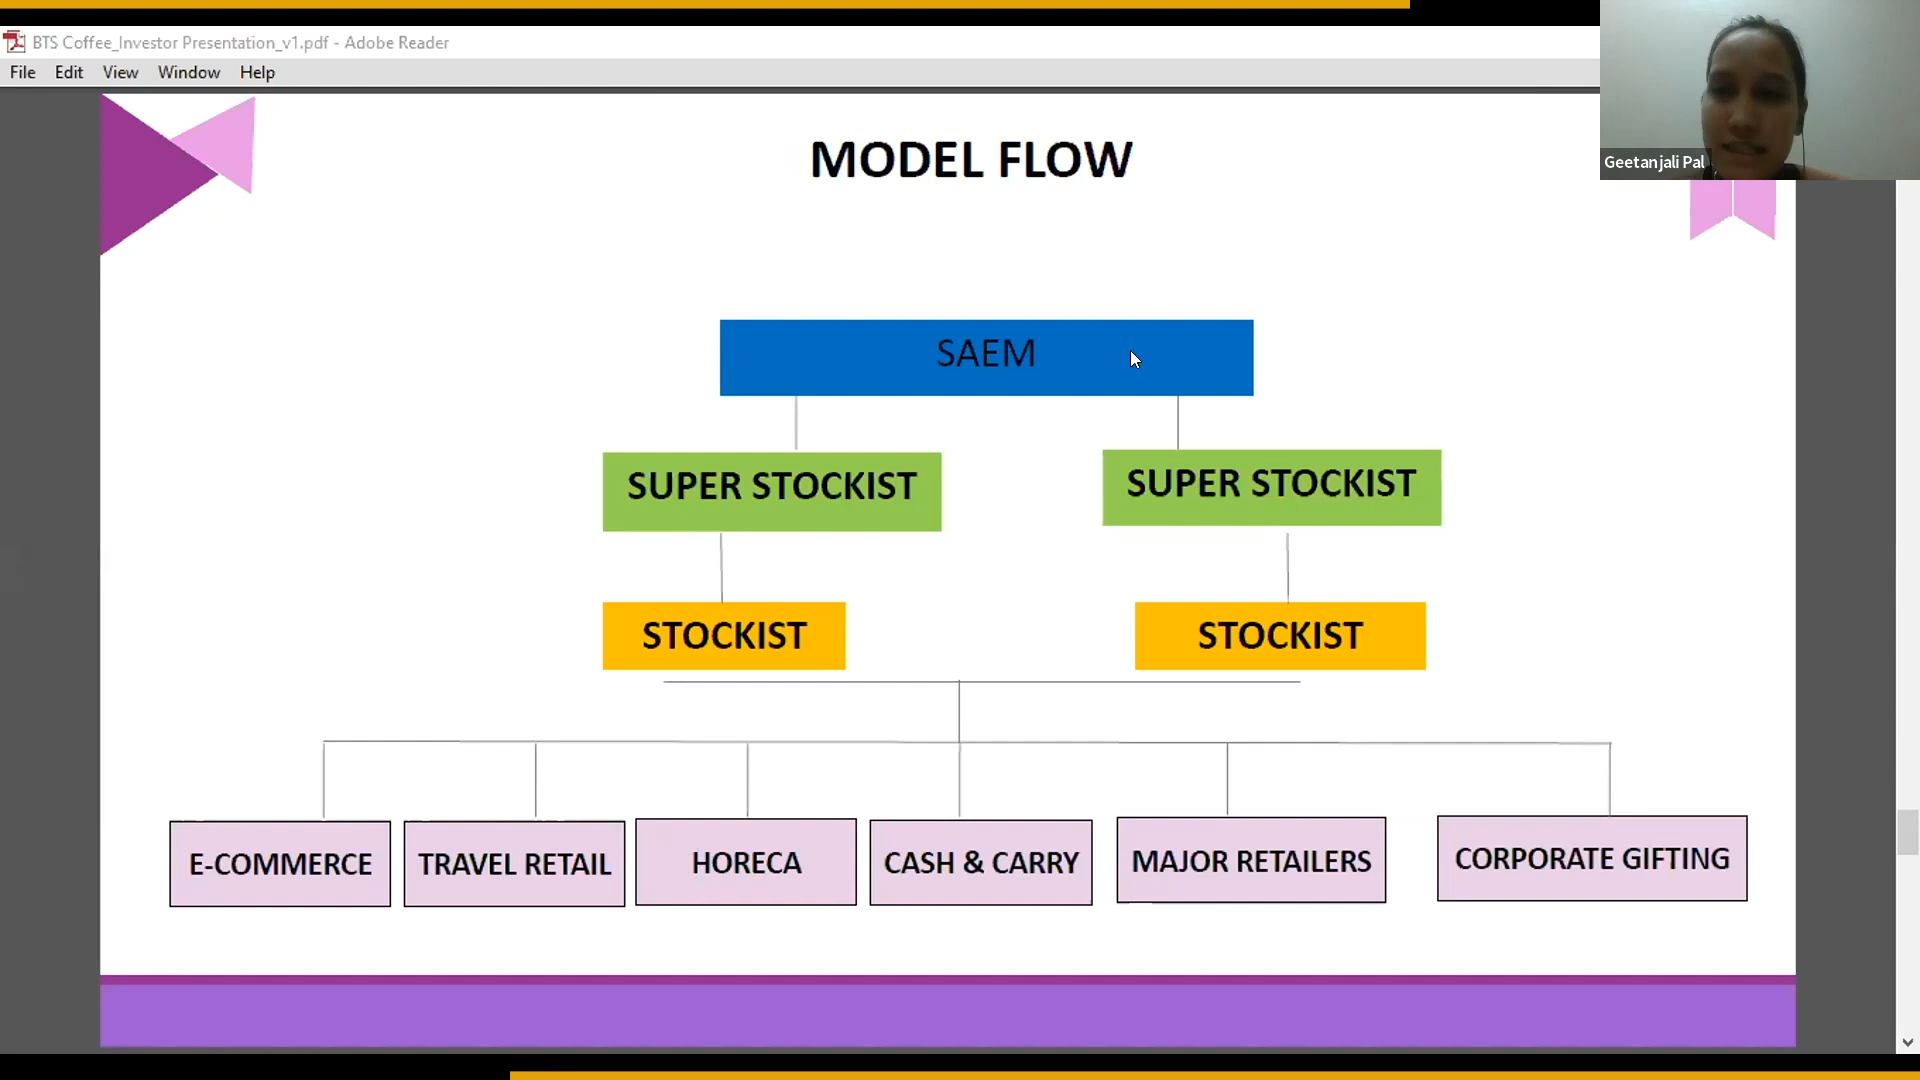 BTS Coffee_Investor Presentation_v1.pdf - Adobe Reader
File Edit View Window Help
Geetanjali Pal
MODEL FLOW
SAEM
SUPER STOCKIST SUPER STOCKIST
STOCKIST STOCKIST
E-COMMERCE TRAVEL RETAIL HORECA CASH & CARRY MAJOR RETAILERS CORPORATE GIFTING